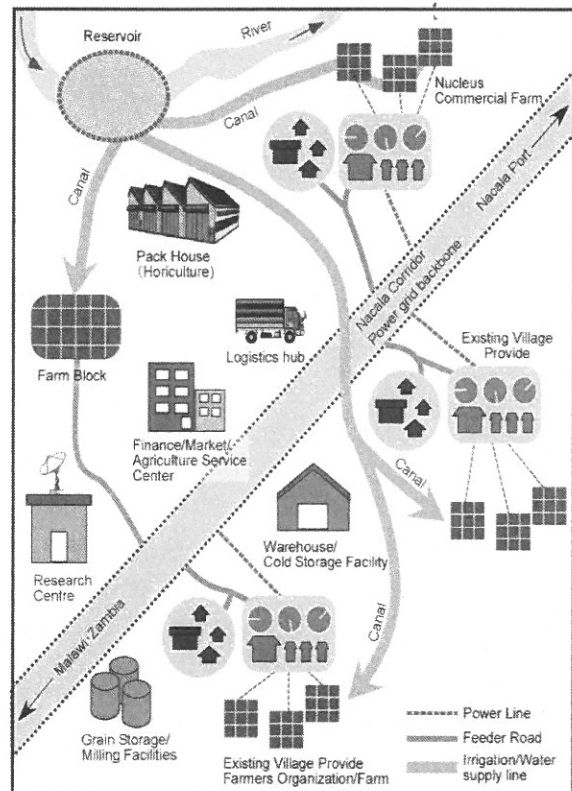 Reservoir
River
Nucleus
Commercial Farm
Canal
Canal
Nacala Port
Pack House
(Horiculture)
Nacala Corridor
Power grid backbone
Logistics hub
Existing Village
Provide
Farm Block
Finance/Market/
Agriculture Service
Center
Canal
Warehouse/
Cold Storage Facility
Research
Centre
Canal
Malewi Zambia
Grain Storage/
Milling Facilities
Existing Village Provide
Farmers Organization/Farm
Power Line
Feeder Road
Irrigation/Water
supply line